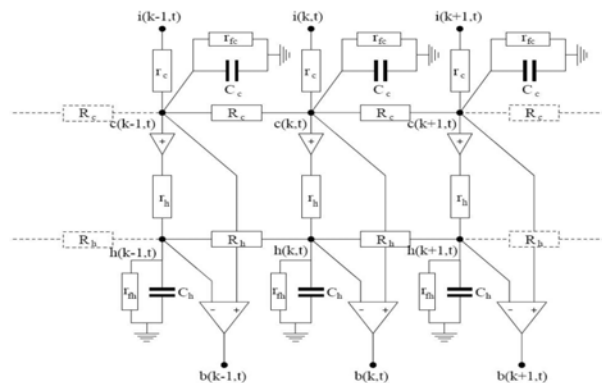 i(k-1,t) i(k,t) i(k+1,t)
r_fc r_fc r_fc
r_c C_c r_c C_c r_c C_c
R_c R_c R_c R_c
c(k-1,t) c(k,t) c(k+1,t)
+ + +
r_h r_h r_h
R_h R_h R_h R_h
h(k-1,t) h(k,t) h(k+1,t)
r_fh C_h - + r_fh C_h - + r_fh C_h - +
b(k-1,t) b(k,t) b(k+1,t)